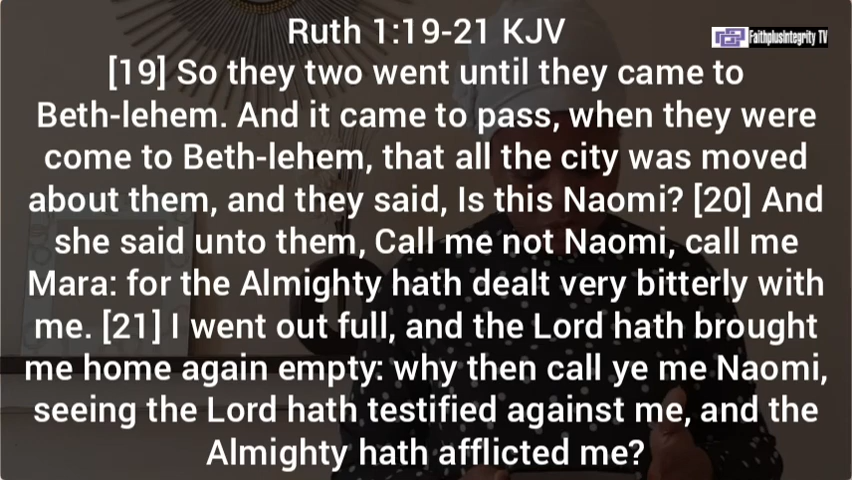 Ruth 1:19-21 KJV
FaithplusIntegrity TV
[19] So they two went until they came to
Beth-lehem. And it came to pass, when they were
come to Beth-lehem, that all the city was moved
about them, and they said, Is this Naomi? [20] And
she said unto them, Call me not Naomi, call me
Mara: for the Almighty hath dealt very bitterly with
me. [21] I went out full, and the Lord hath brought
me home again empty: why then call ye me Naomi,
seeing the Lord hath testified against me, and the
Almighty hath afflicted me?